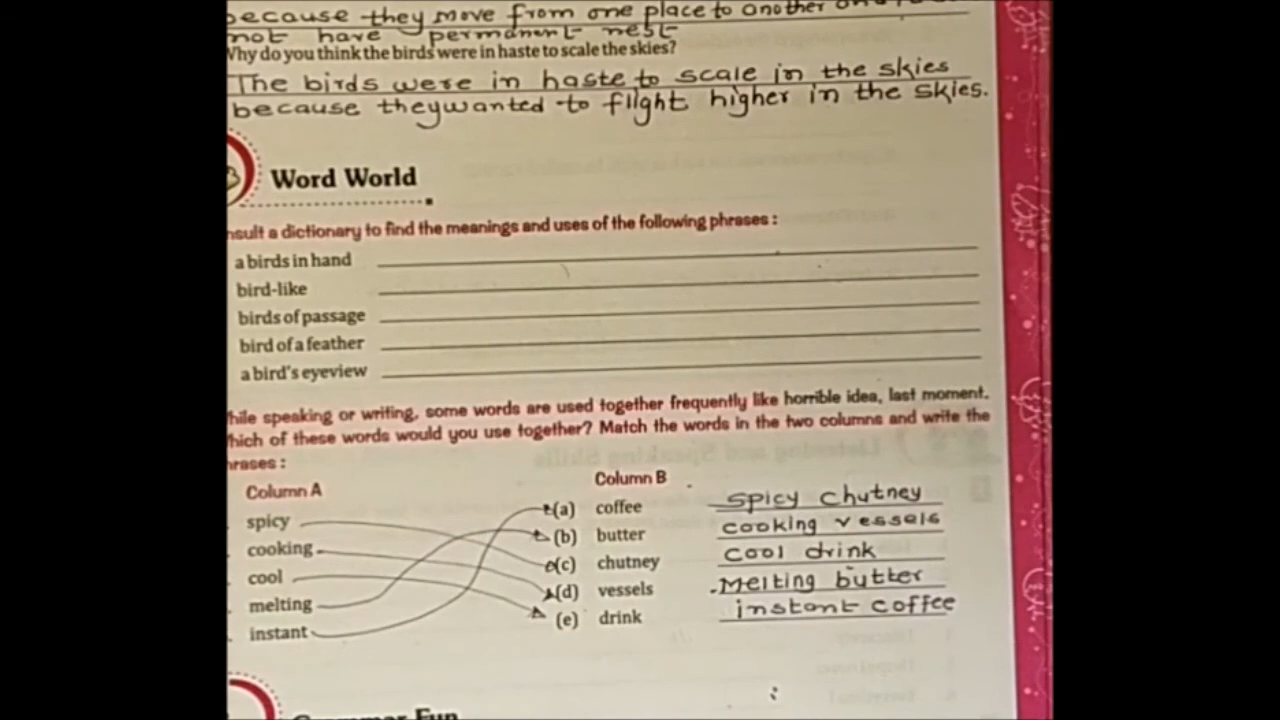 because they move from one place to another
not have permanent nest
Why do you think the birds were in haste to scale the skies?
The birds were in haste to scale in the skies
because theywanted to flight higher in the skies.
Word World
nsult a dictionary to find the meanings and uses of the following phrases :
a birds in hand
bird-like
birds of passage
bird of a feather
a bird's eyeview
hile speaking or writing, some words are used together frequently like horrible idea, last moment.
hich of these words would you use together? Match the words in the two columns and write the
hrases :
Column A Column B
spicy (a) coffee spicy chutney
cooking (b) butter cooking vessels
cool (c) chutney cool drink
melting (d) vessels Melting butter
instant (e) drink instant coffee
Grammar Fun